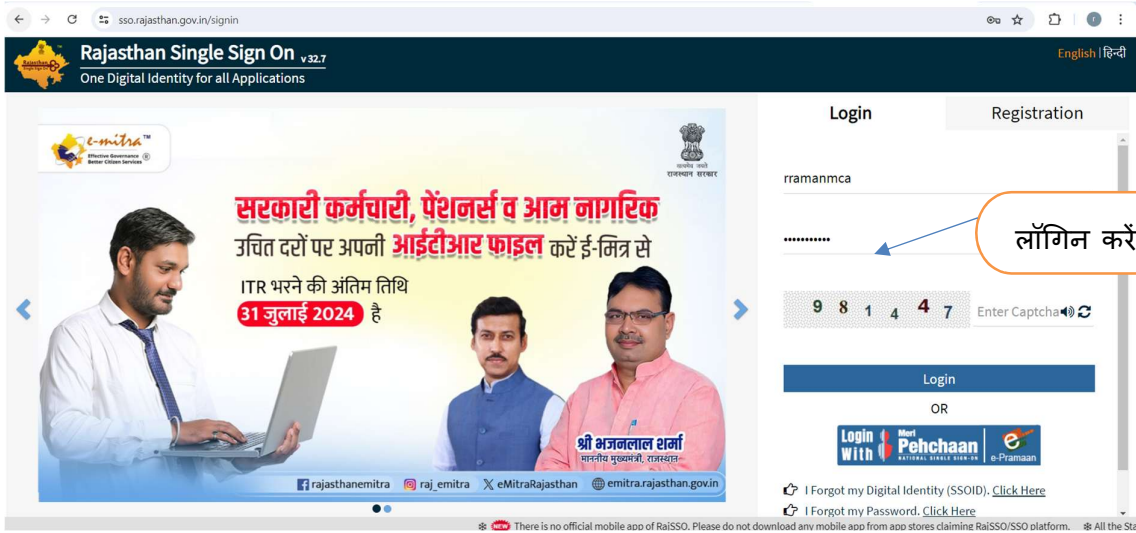 sso.rajasthan.gov.in/signin
Rajasthan Single Sign On v 32.7
One Digital Identity for all Applications
English | हिन्दी
e-mitra TM
Effective Governance
Better Citizen Services
राजस्थान सरकार
सरकारी कर्मचारी, पेंशनर्स व आम नागरिक
उचित दरों पर अपनी आईटीआर फाइल करें ई-मित्र से
ITR भरने की अंतिम तिथि
31 जुलाई 2024 है
श्री भजनलाल शर्मा
माननीय मुख्यमंत्री, राजस्थान
rajasthanemitra raj_emitra eMitraRajasthan emitra.rajasthan.gov.in
Login Registration
rramanmca
लॉगिन करें
9 8 1 4 4 7 Enter Captcha
Login
OR
Login With Meri Pehchaan NATIONAL SINGLE SIGN-ON e-Pramaan
I Forgot my Digital Identity (SSOID). Click Here
I Forgot my Password. Click Here
NEW There is no official mobile app of RajSSO. Please do not download any mobile app from app stores claiming RajSSO/SSO platform. All the Sta